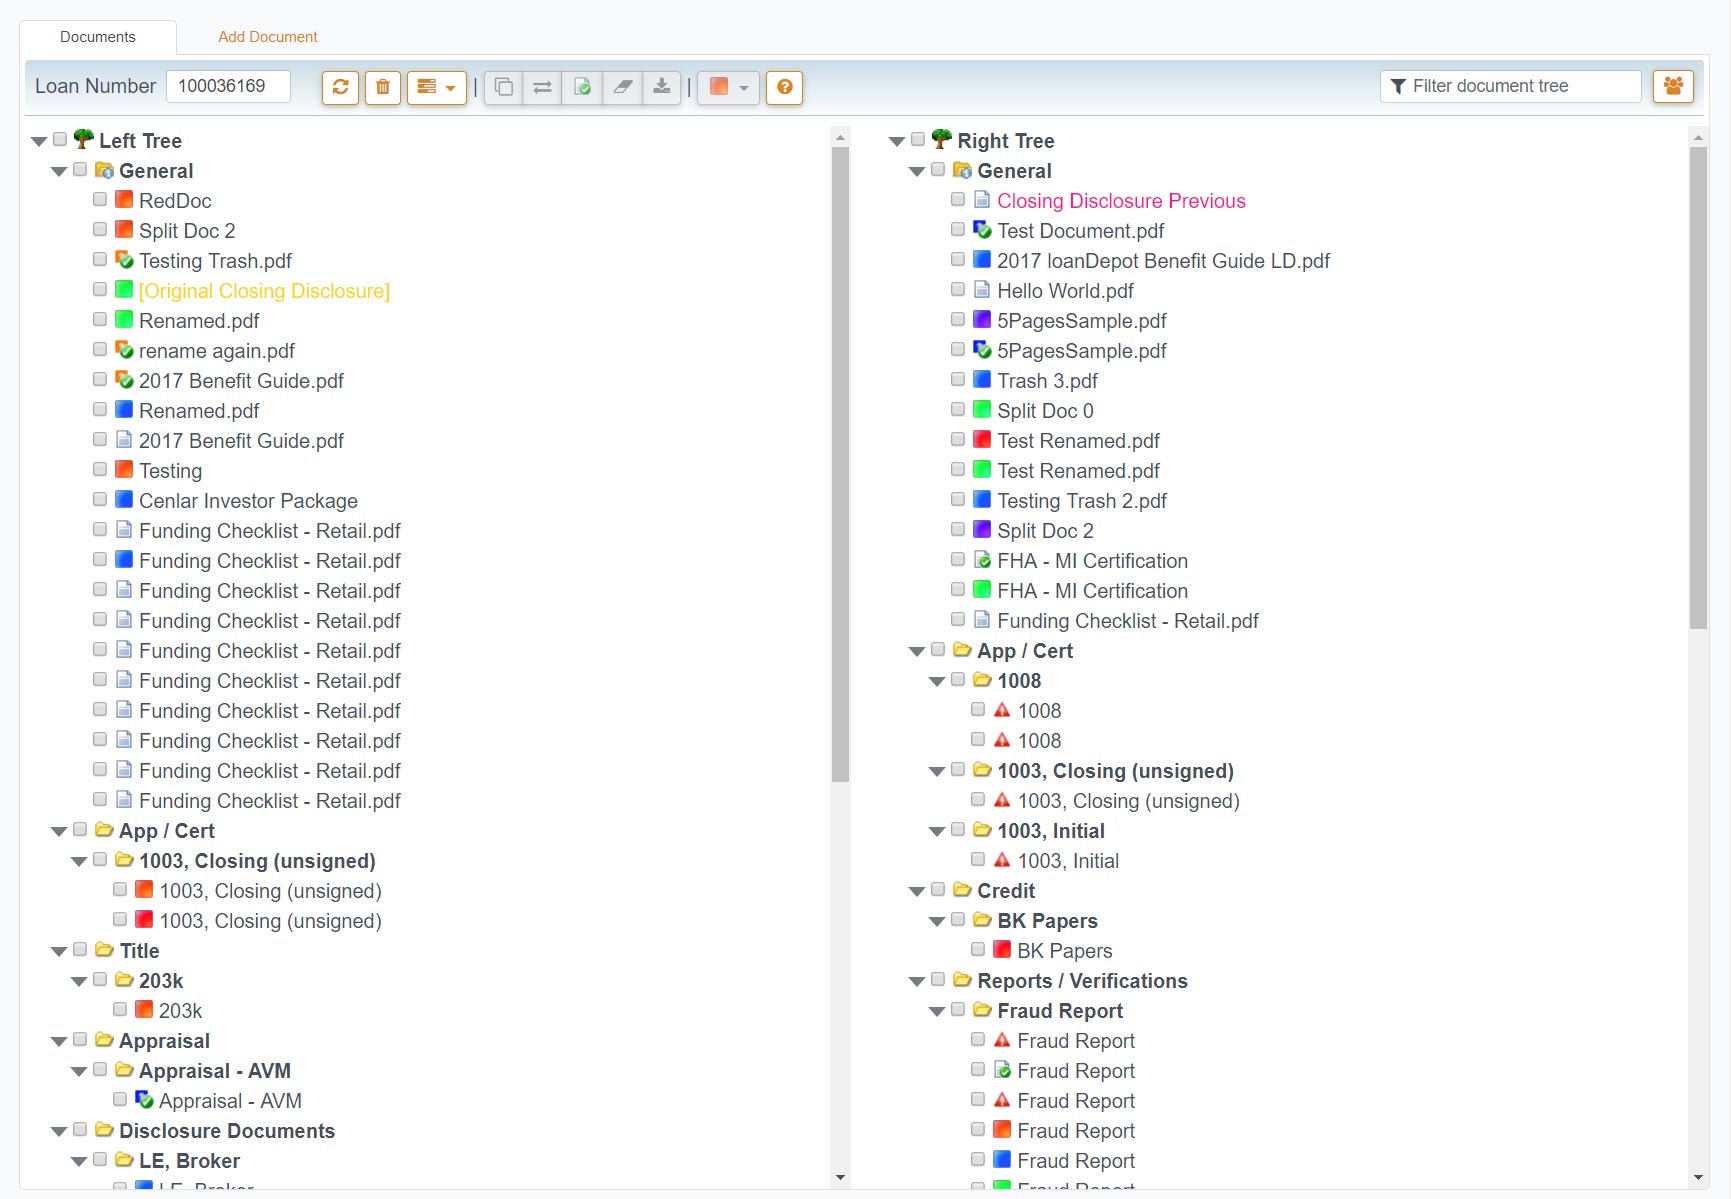 Documents
Add Document
Loan Number 100036169
Filter document tree
Left Tree
General
RedDoc
Split Doc 2
Testing Trash.pdf
[Original Closing Disclosure]
Renamed.pdf
rename again.pdf
2017 Benefit Guide.pdf
Renamed.pdf
2017 Benefit Guide.pdf
Testing
Cenlar Investor Package
Funding Checklist - Retail.pdf
Funding Checklist - Retail.pdf
Funding Checklist - Retail.pdf
Funding Checklist - Retail.pdf
Funding Checklist - Retail.pdf
Funding Checklist - Retail.pdf
Funding Checklist - Retail.pdf
Funding Checklist - Retail.pdf
Funding Checklist - Retail.pdf
Funding Checklist - Retail.pdf
App / Cert
1003, Closing (unsigned)
1003, Closing (unsigned)
1003, Closing (unsigned)
Title
203k
203k
Appraisal
Appraisal - AVM
Appraisal - AVM
Disclosure Documents
LE, Broker
LE, Broker
Right Tree
General
Closing Disclosure Previous
Test Document.pdf
2017 loanDepot Benefit Guide LD.pdf
Hello World.pdf
5PagesSample.pdf
5PagesSample.pdf
Trash 3.pdf
Split Doc 0
Test Renamed.pdf
Test Renamed.pdf
Testing Trash 2.pdf
Split Doc 2
FHA - MI Certification
FHA - MI Certification
Funding Checklist - Retail.pdf
App / Cert
1008
1008
1008
1003, Closing (unsigned)
1003, Closing (unsigned)
1003, Initial
1003, Initial
Credit
BK Papers
BK Papers
Reports / Verifications
Fraud Report
Fraud Report
Fraud Report
Fraud Report
Fraud Report
Fraud Report
Fraud Report